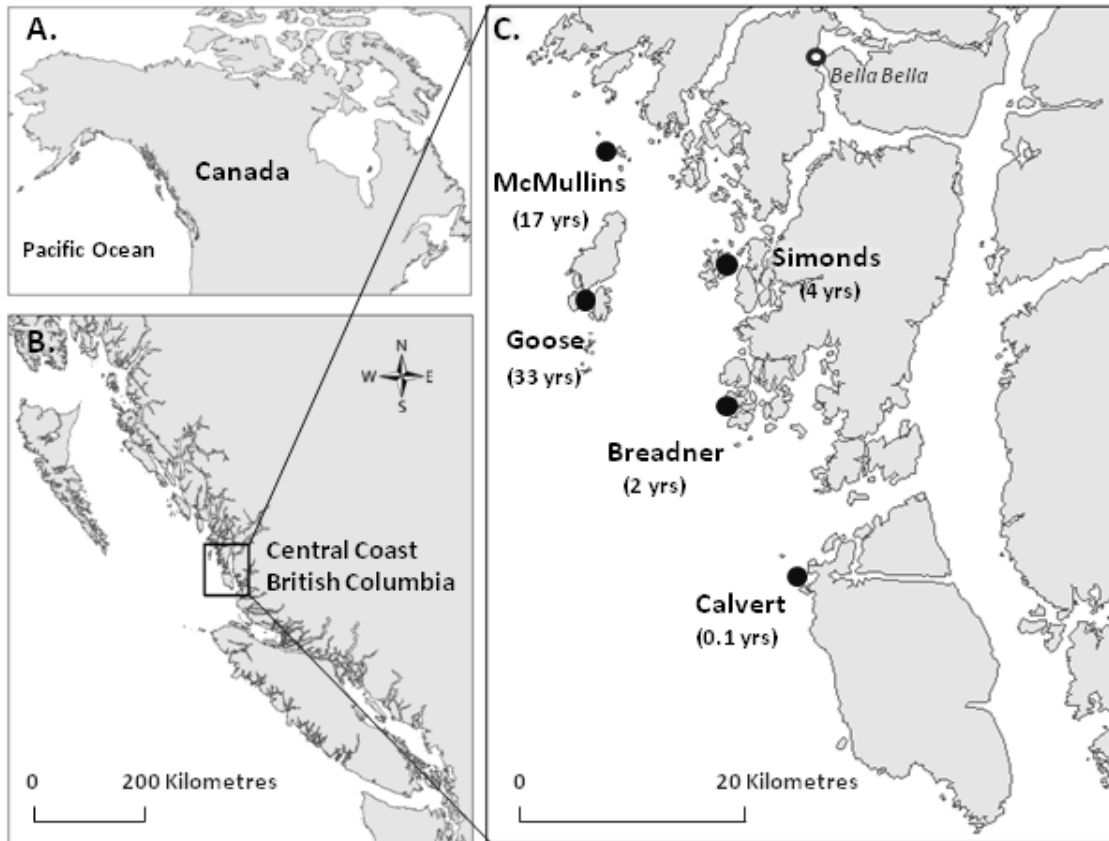 A.
Canada
Pacific Ocean
B.
N
W E
S
Central Coast
British Columbia
0 200 Kilometres
C.
Bella Bella
McMullins
(17 yrs)
Simonds
(4 yrs)
Goose
(33 yrs)
Breadner
(2 yrs)
Calvert
(0.1 yrs)
0 20 Kilometres